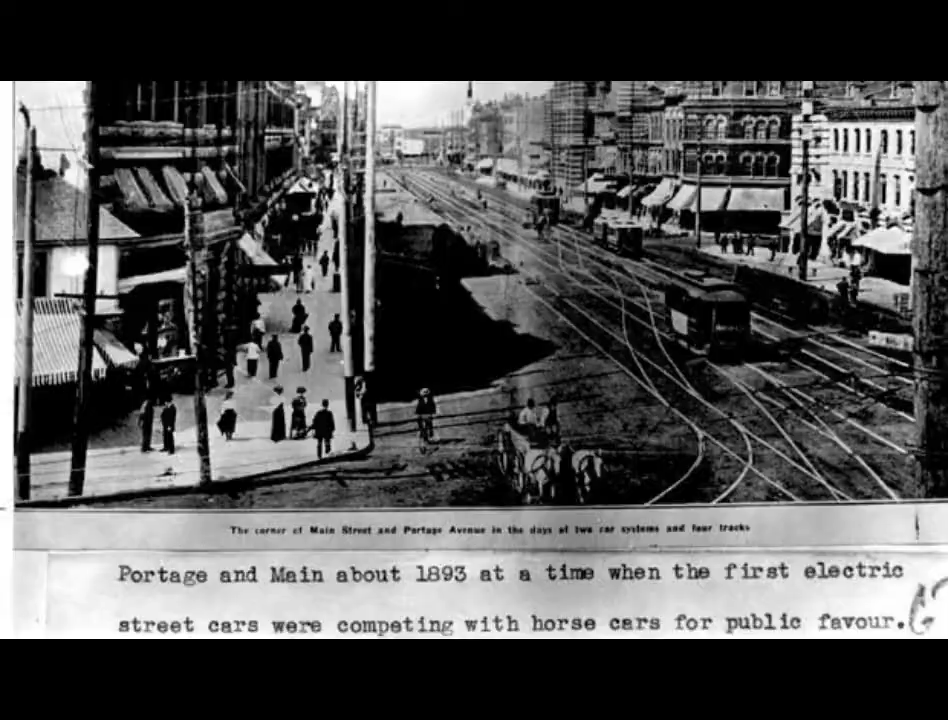 The corner of Main Street and Portage Avenue in the days of two car systems and four tracks
Portage and Main about 1893 at a time when the first electric
street cars were competing with horse cars for public favour.